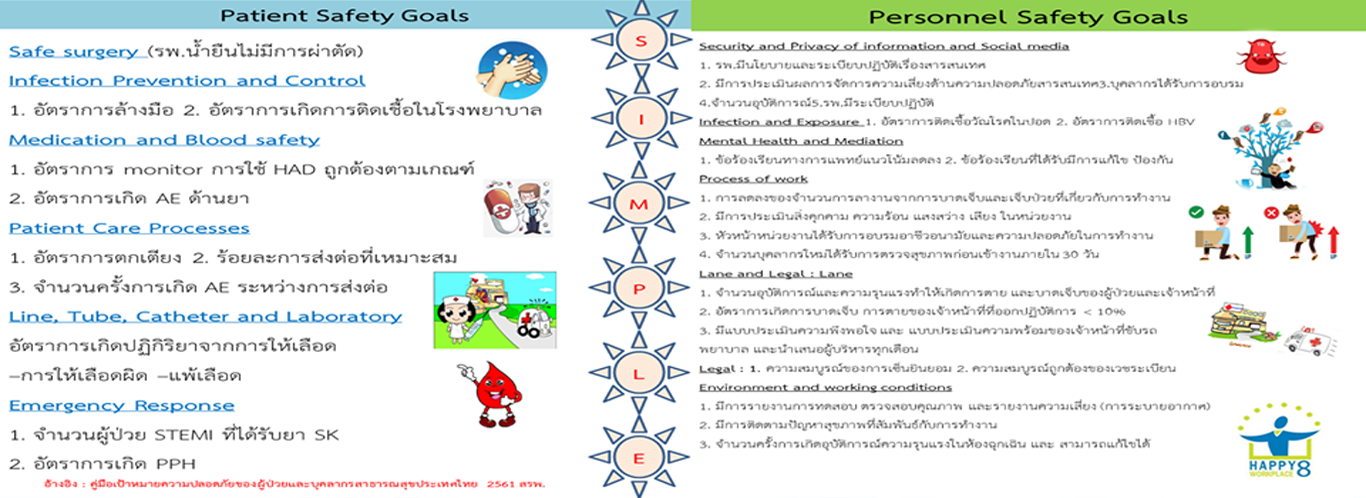 Patient Safety Goals
Safe surgery (รพ.น้ำยืนไม่มีการผ่าตัด)
Infection Prevention and Control
1. อัตราการล้างมือ 2. อัตราการเกิดการติดเชื้อในโรงพยาบาล
Medication and Blood safety
1. อัตราการ monitor การใช้ HAD ถูกต้องตามเกณฑ์
2. อัตราการเกิด AE ด้านยา
Patient Care Processes
1. อัตราการตกเตียง 2. ร้อยละการส่งต่อที่เหมาะสม
3. จำนวนครั้งการเกิด AE ระหว่างการส่งต่อ
Line, Tube, Catheter and Laboratory
อัตราการเกิดปฏิกิริยาจากการให้เลือด
–การให้เลือดผิด –แพ้เลือด
Emergency Response
1. จำนวนผู้ป่วย STEMI ที่ได้รับยา SK
2. อัตราการเกิด PPH
อ้างอิง : คู่มือเป้าหมายความปลอดภัยของผู้ป่วยและบุคลากรสาธารณสุขประเทศไทย 2561 สรพ.
S
I
M
P
L
E
Personnel Safety Goals
Security and Privacy of information and Social media
1. รพ.มีนโยบายและระเบียบปฏิบัติเรื่องสารสนเทศ
2. มีการประเมินผลการจัดการความเสี่ยงด้านความปลอดภัยสารสนเทศ3.บุคลากรได้รับการอบรม
4.จำนวนอุบัติการณ์5.รพ.มีระเบียบปฏิบัติ
Infection and Exposure 1. อัตราการติดเชื้อวัณโรคในปอด 2. อัตราการติดเชื้อ HBV
Mental Health and Mediation
1. ข้อร้องเรียนทางการแพทย์แนวโน้มลดลง 2. ข้อร้องเรียนที่ได้รับมีการแก้ไข ป้องกัน
Process of work
1. การลดลงของจำนวนการลางานจากการบาดเจ็บและเจ็บป่วยที่เกี่ยวกับการทำงาน
2. มีการประเมินสิ่งคุกคาม ความร้อน แสงสว่าง เสียง ในหน่วยงาน
3. หัวหน้าหน่วยงานได้รับการอบรมอาชีวอนามัยและความปลอดภัยในการทำงาน
4. จำนวนบุคลากรใหม่ได้รับการตรวจสุขภาพก่อนเข้างานภายใน 30 วัน
Lane and Legal : Lane
1. จำนวนอุบัติการณ์และความรุนแรงทำให้เกิดการตาย และบาดเจ็บของผู้ป่วยและเจ้าหน้าที่
2. อัตราการเกิดการบาดเจ็บ การตายของเจ้าหน้าที่ที่ออกปฏิบัติการ < 10%
3. มีแบบประเมินความพึงพอใจ และ แบบประเมินความพร้อมของเจ้าหน้าที่ขับรถ
พยาบาล และนำเสนอผู้บริหารทุกเดือน
Legal : 1. ความสมบูรณ์ของการเซ็นยินยอม 2. ความสมบูรณ์ถูกต้องของเวชระเบียน
Environment and working conditions
1. มีการรายงานการทดสอบ ตรวจสอบคุณภาพ และรายงานความเสี่ยง (การระบายอากาศ)
2. มีการติดตามปัญหาสุขภาพที่สัมพันธ์กับการทำงาน
3. จำนวนครั้งการเกิดอุบัติการณ์ความรุนแรงในห้องฉุกเฉิน และ สามารถแก้ไขได้
HAPPY 8
WORKPLACE